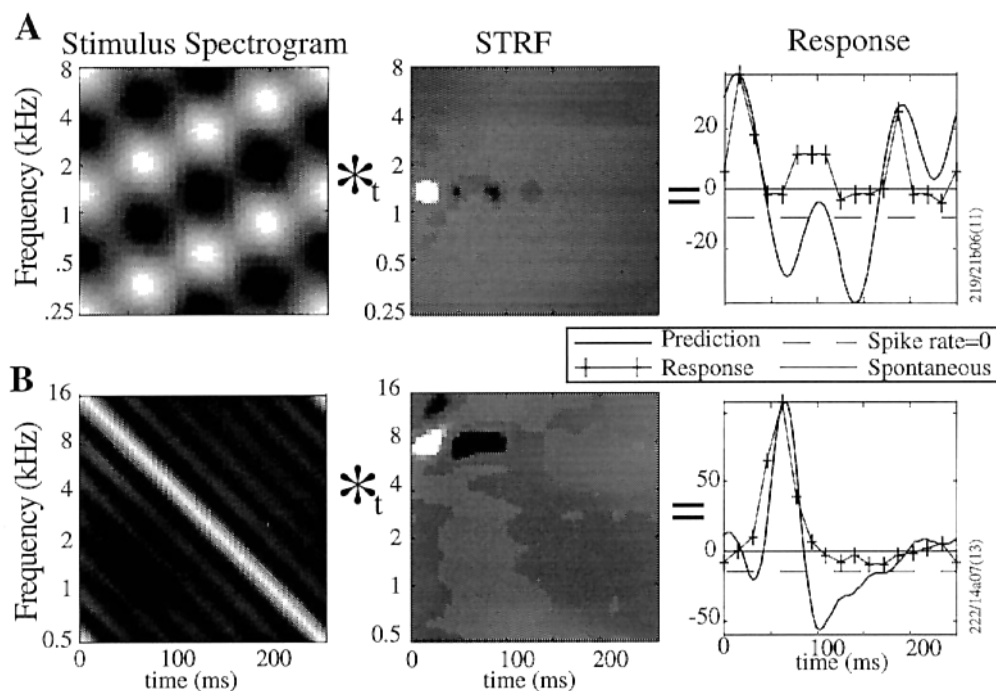 A
Stimulus Spectrogram
STRF
Response
Frequency (kHz)
8
4
2
1
0.5
.25
*t
8
4
2
1
0.5
0.25
=
20
0
-20
219/21b06(11)
Prediction
Spike rate=0
Response
Spontaneous
B
Frequency (kHz)
16
8
4
2
1
0.5
0 100 200
time (ms)
*t
16
8
4
2
1
0.5
0 100 200
time (ms)
=
50
0
-50
0 100 200
time (ms)
222/14a07(13)